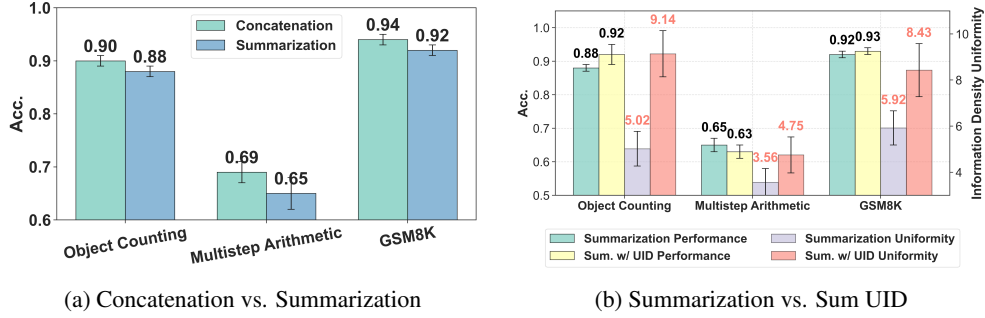 Concatenation
Summarization
Acc.
1.0
0.9
0.8
0.7
0.6
0.90
0.88
0.69
0.65
0.94
0.92
Object Counting
Multistep Arithmetic
GSM8K
(a) Concatenation vs. Summarization
Acc.
1.0
0.9
0.8
0.7
0.6
0.5
0.88
0.92
5.02
9.14
0.65
0.63
3.56
4.75
0.92
0.93
5.92
8.43
10
8
6
4
Information Density Uniformity
Object Counting
Multistep Arithmetic
GSM8K
Summarization Performance
Sum. w/ UID Performance
Summarization Uniformity
Sum. w/ UID Uniformity
(b) Summarization vs. Sum UID